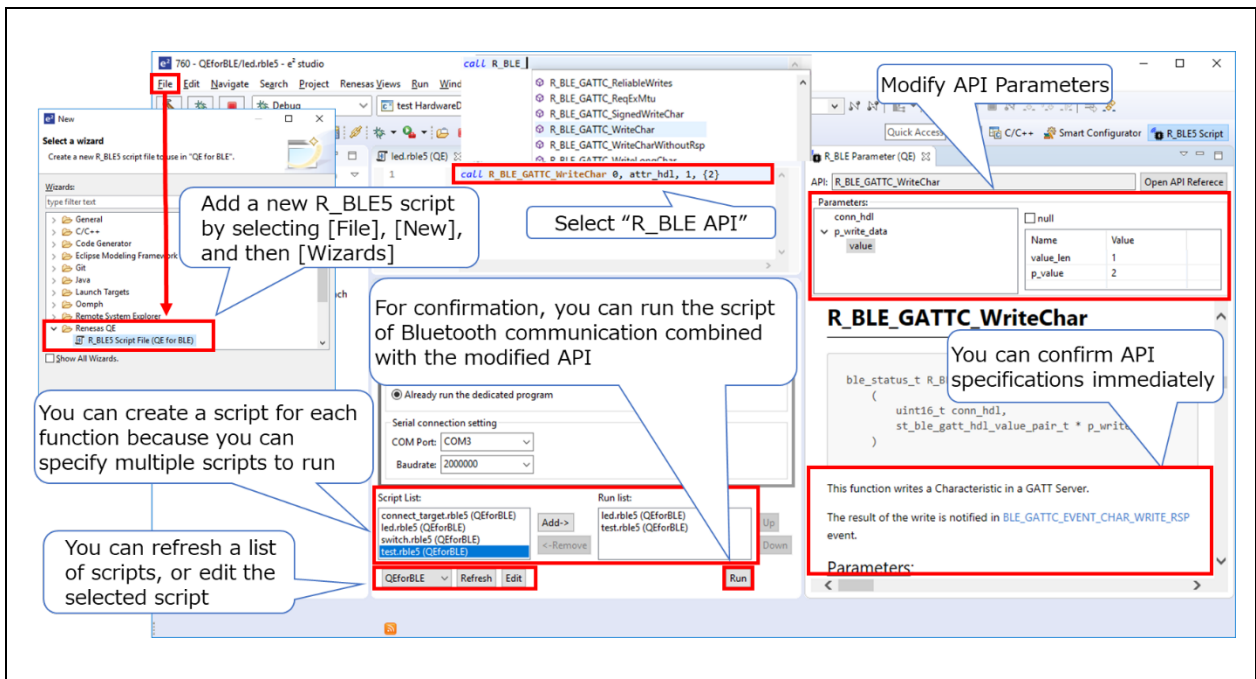 760 - QEforBLE/led.rble5 - e² studio
File Edit Navigate Search Project Renesas Views Run
Debug
test
call R_BLE_
R_BLE_GATTC_ReliableWrites
R_BLE_GATTC_ReqExMtu
R_BLE_GATTC_SignedWriteChar
R_BLE_GATTC_WriteChar
R_BLE_GATTC_WriteCharWithoutRsp
R_BLE_GATTC_WriteLongChar
Modify API Parameters
Quick Access
C/C++
Smart Configurator
R_BLE5 Script
New
Select a wizard
Create a new R_BLE5 script file to use in "QE for BLE".
Wizards:
type filter text
General
C/C++
Code Generator
Eclipse Modeling Framework
Git
Java
Launch Targets
Oomph
Remote System Explorer
Renesas QE
R_BLE5 Script File (QE for BLE)
Show All Wizards.
Add a new R_BLE5 script
by selecting [File], [New],
and then [Wizards]
led.rble5 (QE)
1
call R_BLE_GATTC_WriteChar 0, attr_hdl, 1, {2}
Select "R_BLE API"
R_BLE Parameter (QE)
API: R_BLE_GATTC_WriteChar
Open API Referece
Parameters:
conn_hdl
p_write_data
value
null
Name Value
value_len 1
p_value 2
For confirmation, you can run the script
of Bluetooth communication combined
with the modified API
R_BLE_GATTC_WriteChar
You can confirm API
specifications immediately
ble_status_t
(
uint16_t conn_hdl,
st_ble_gatt_hdl_value_pair_t *
)
This function writes a Characteristic in a GATT Server.
The result of the write is notified in BLE_GATTC_EVENT_CHAR_WRITE_RSP
event.
Parameters:
Already run the dedicated program
Serial connection setting
COM Port: COM3
Baudrate: 2000000
You can create a script for each
function because you can
specify multiple scripts to run
Script List:
connect_target.rble5 (QEforBLE)
led.rble5 (QEforBLE)
switch.rble5 (QEforBLE)
test.rble5 (QEforBLE)
Add->
<-Remove
Run list:
led.rble5 (QEforBLE)
test.rble5 (QEforBLE)
Up
Down
You can refresh a list
of scripts, or edit the
selected script
QEforBLE
Refresh
Edit
Run